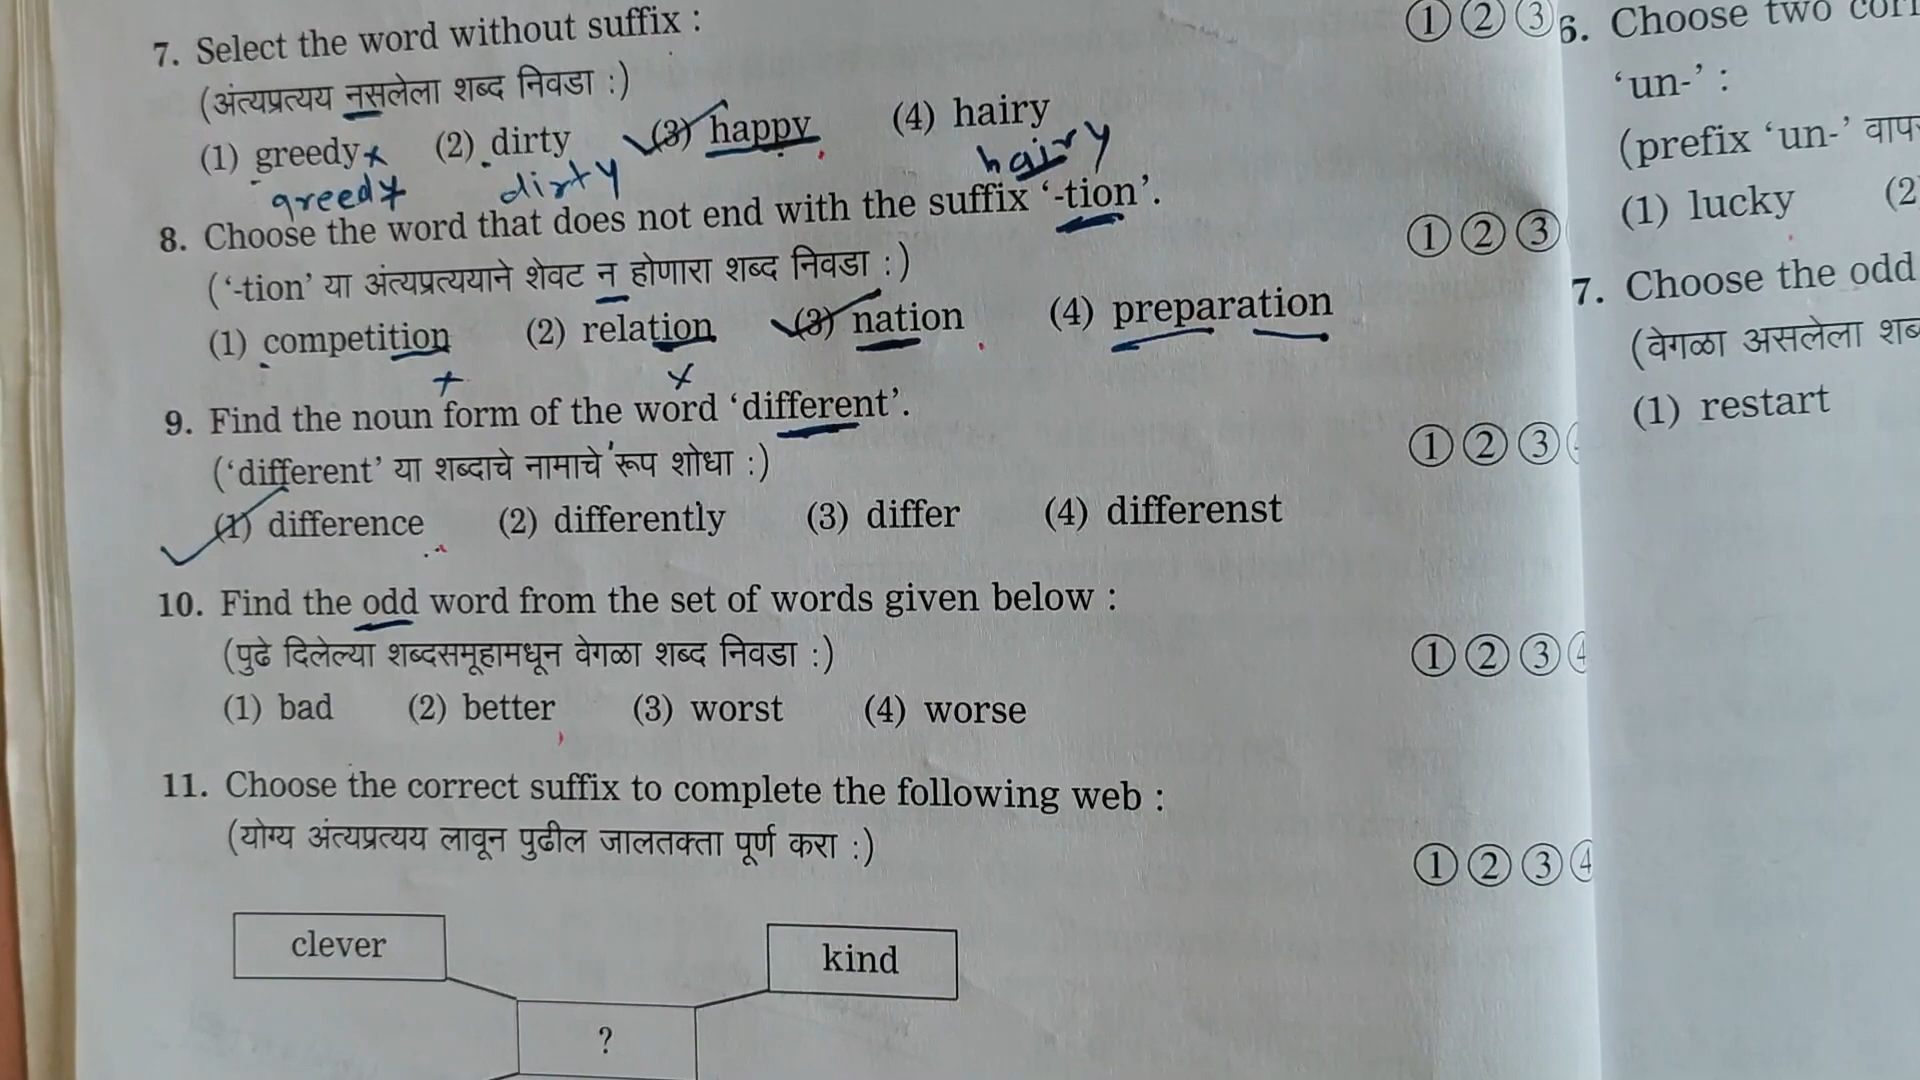 7. Select the word without suffix :
(अंत्यप्रत्यय नसलेला शब्द निवडा :)
(1) greedy (2) dirty (3) happy (4) hairy
greedy dirty hairy
8. Choose the word that does not end with the suffix ‘-tion’.
(‘-tion’ या अंत्यप्रत्ययाने शेवट न होणारा शब्द निवडा :)
(1) competition (2) relation (3) nation (4) preparation
9. Find the noun form of the word ‘different’.
(‘different’ या शब्दाचे नामाचे रूप शोधा :)
(1) difference (2) differently (3) differ (4) differenst
10. Find the odd word from the set of words given below :
(पुढे दिलेल्या शब्दसमूहामधून वेगळा शब्द निवडा :)
(1) bad (2) better (3) worst (4) worse
11. Choose the correct suffix to complete the following web :
(योग्य अंत्यप्रत्यय लावून पुढील जालतक्ता पूर्ण करा :)
clever
kind
?
① ② ③
① ② ③
① ② ③
① ② ③ ④
① ② ③ ④
6. Choose two
‘un-’ :
(prefix ‘un-’
(1) lucky (2
7. Choose the odd
(वेगळा असलेला
(1) restart